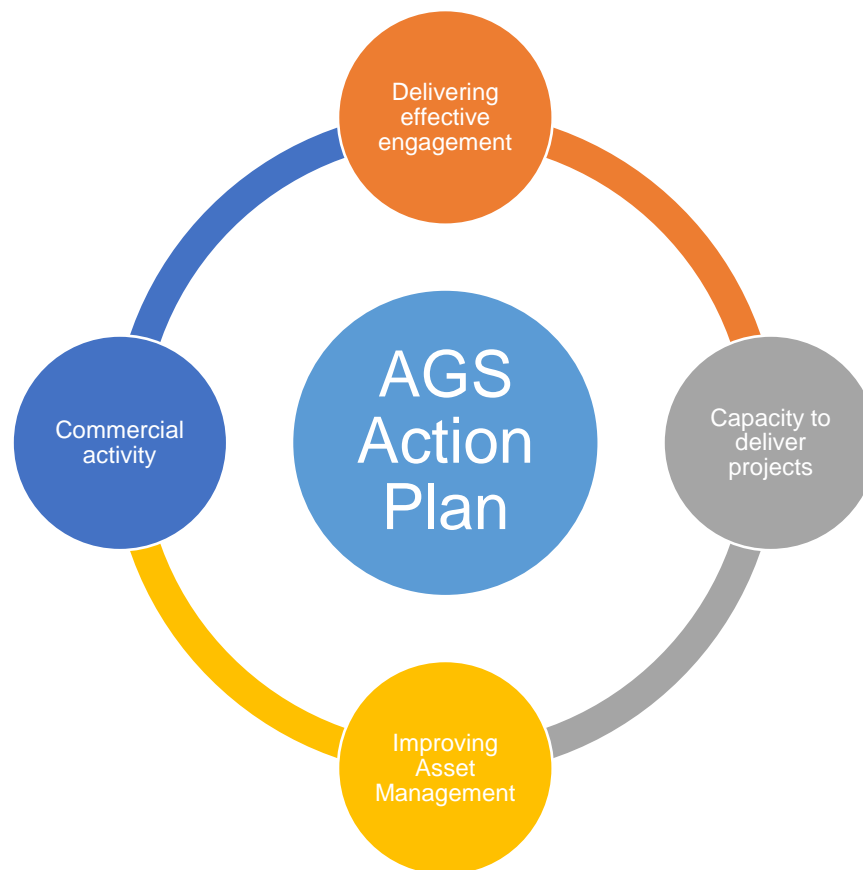 Delivering
effective
engagement
AGS
Action
Plan
Commercial
activity
Capacity to
deliver
projects
Improving
Asset
Management